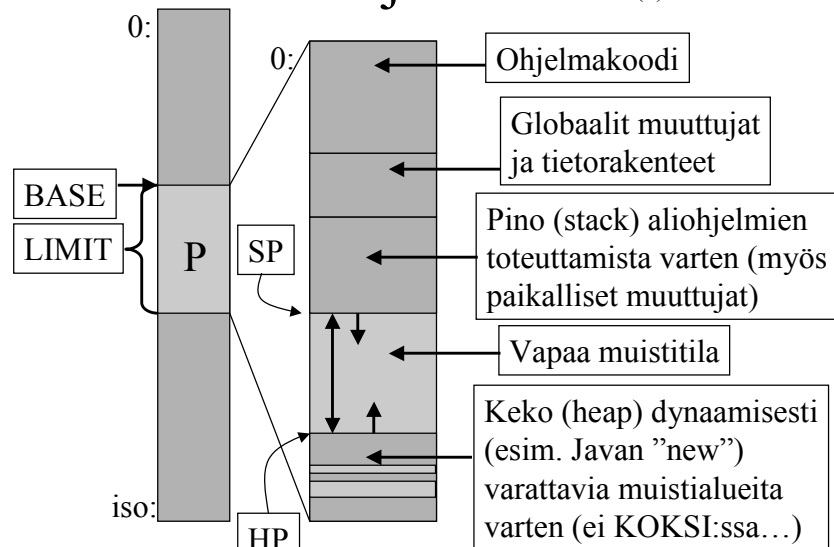 0:
0:
Ohjelmakoodi
Globaalit muuttujat
ja tietorakenteet
BASE
LIMIT
P
SP
Pino (stack) aliohjelmien
toteuttamista varten (myös
paikalliset muuttujat)
Vapaa muistitila
Keko (heap) dynaamisesti
(esim. Javan ”new”)
varattavia muistialueita
varten (ei KOKSI:ssa…)
iso:
HP